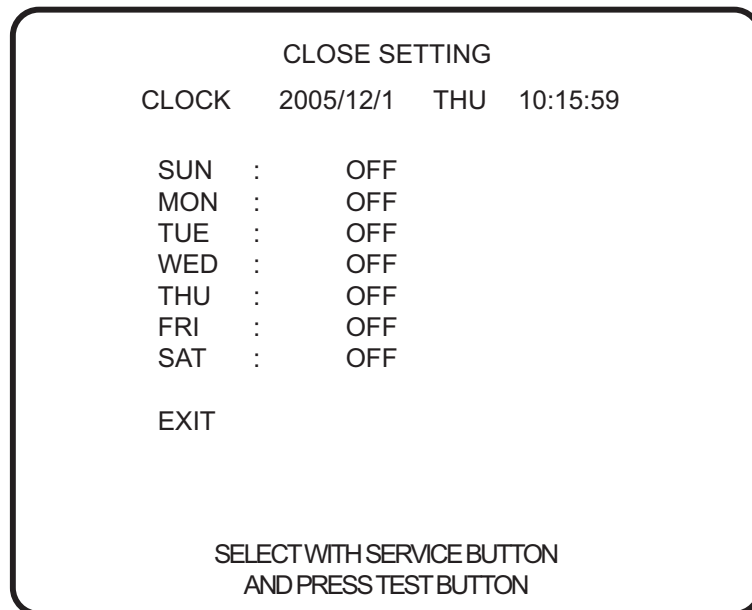 CLOSE SETTING
CLOCK 2005/12/1 THU 10:15:59
SUN : OFF
MON : OFF
TUE : OFF
WED : OFF
THU : OFF
FRI : OFF
SAT : OFF
EXIT
SELECT WITH SERVICE BUTTON
AND PRESS TEST BUTTON